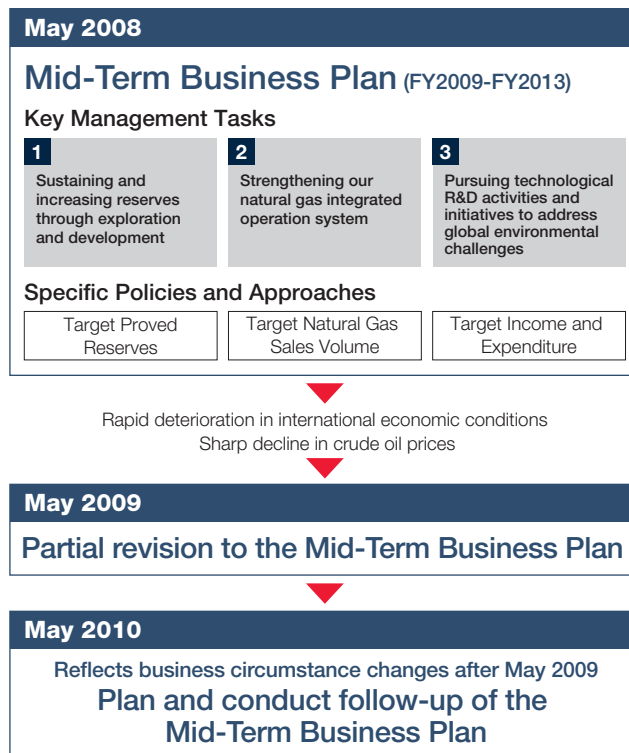 May 2008
Mid-Term Business Plan (FY2009-FY2013)
Key Management Tasks
1
Sustaining and
increasing reserves
through exploration
and development
2
Strengthening our
natural gas integrated
operation system
3
Pursuing technological
R&D activities and
initiatives to address
global environmental
challenges
Specific Policies and Approaches
Target Proved
Reserves
Target Natural Gas
Sales Volume
Target Income and
Expenditure
Rapid deterioration in international economic conditions
Sharp decline in crude oil prices
May 2009
Partial revision to the Mid-Term Business Plan
May 2010
Reflects business circumstance changes after May 2009
Plan and conduct follow-up of the
Mid-Term Business Plan